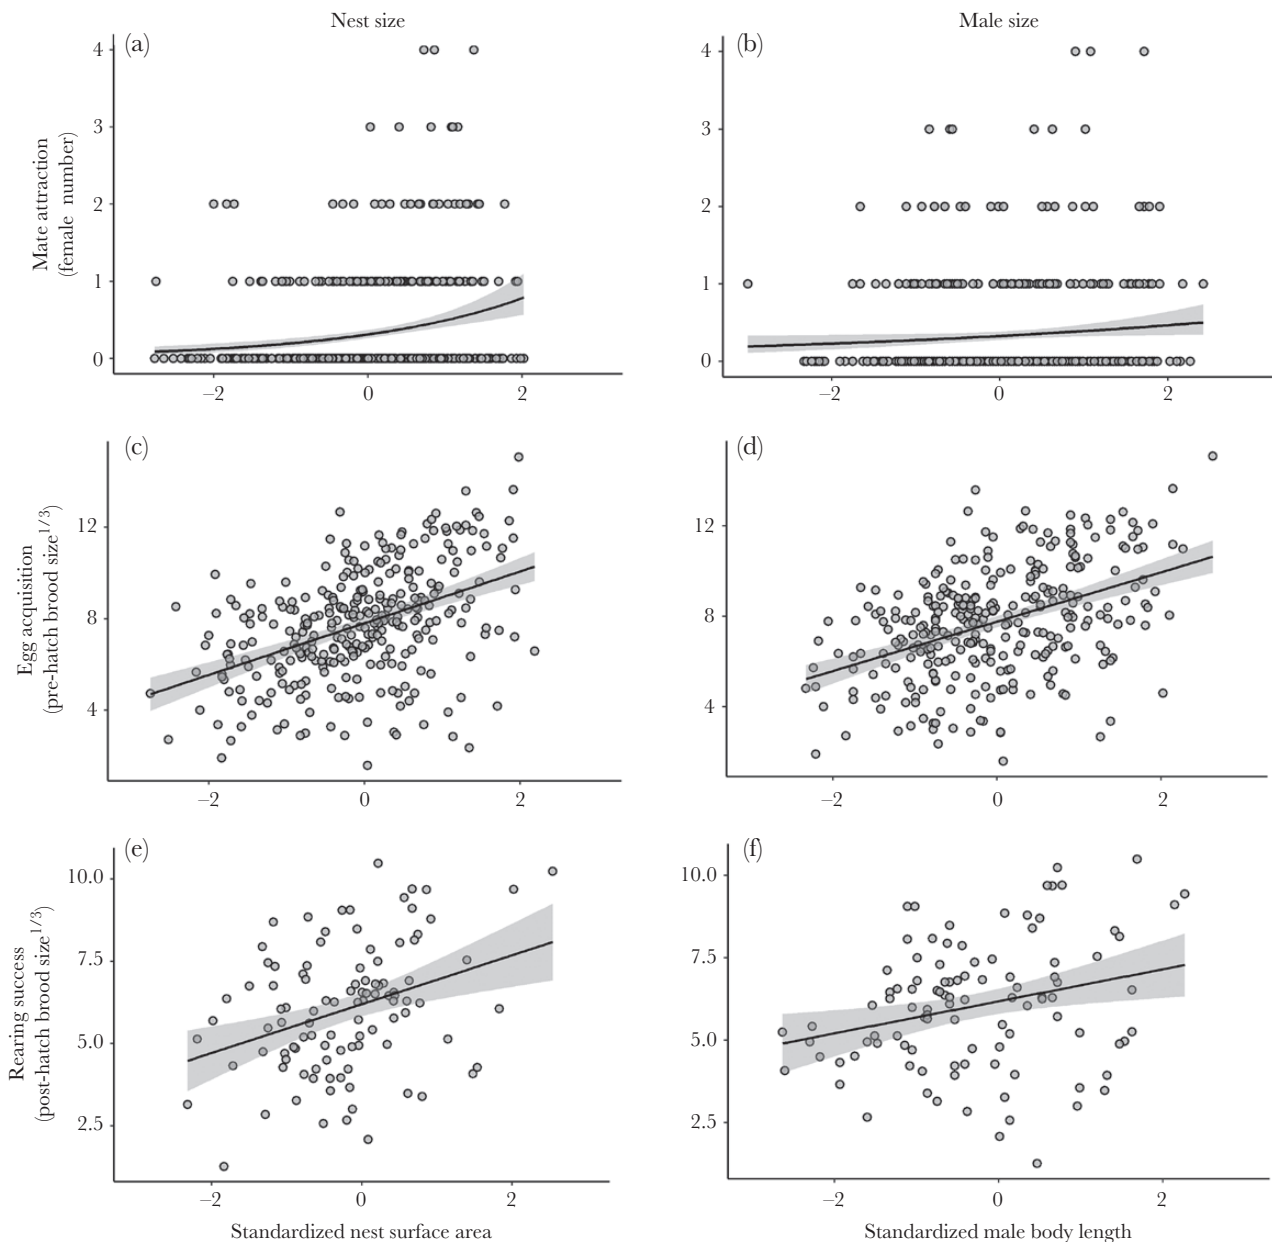 Nest size
Male size
(a)
(b)
Mate attraction
(female number)
4
3
2
1
0
−2
0
2
4
3
2
1
0
−2
0
2
(c)
(d)
Egg acquisition
(pre-hatch brood size1/3)
12
8
4
−2
0
2
12
8
4
−2
0
2
(e)
(f)
Rearing success
(post-hatch brood size1/3)
10.0
7.5
5.0
2.5
−2
0
2
10.0
7.5
5.0
2.5
−2
0
2
Standardized nest surface area
Standardized male body length